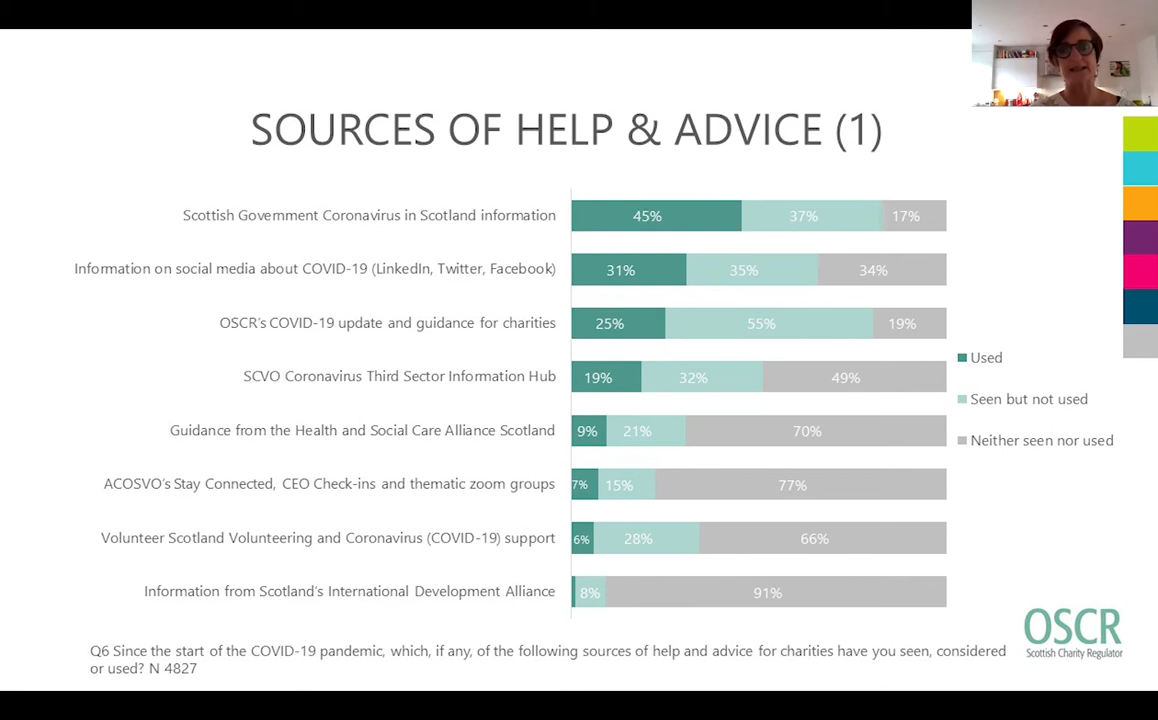 SOURCES OF HELP & ADVICE (1)
Scottish Government Coronavirus in Scotland information
45%
37%
17%
Information on social media about COVID-19 (LinkedIn, Twitter, Facebook)
31%
35%
34%
OSCR's COVID-19 update and guidance for charities
25%
55%
19%
SCVO Coronavirus Third Sector Information Hub
19%
32%
49%
Guidance from the Health and Social Care Alliance Scotland
9%
21%
70%
ACOSVO's Stay Connected, CEO Check-ins and thematic zoom groups
7%
15%
77%
Volunteer Scotland Volunteering and Coronavirus (COVID-19) support
6%
28%
66%
Information from Scotland's International Development Alliance
8%
91%
Used
Seen but not used
Neither seen nor used
Q6 Since the start of the COVID-19 pandemic, which, if any, of the following sources of help and advice for charities have you seen, considered
or used? N 4827
OSCR
Scottish Charity Regulator